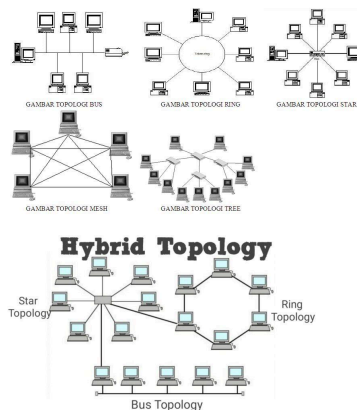 GAMBAR TOPOLOGI BUS
GAMBAR TOPOLOGI RING
GAMBAR TOPOLOGI STAR
GAMBAR TOPOLOGI MESH
GAMBAR TOPOLOGI TREE
Hybrid Topology
Star
Topology
Ring
Topology
Bus Topology